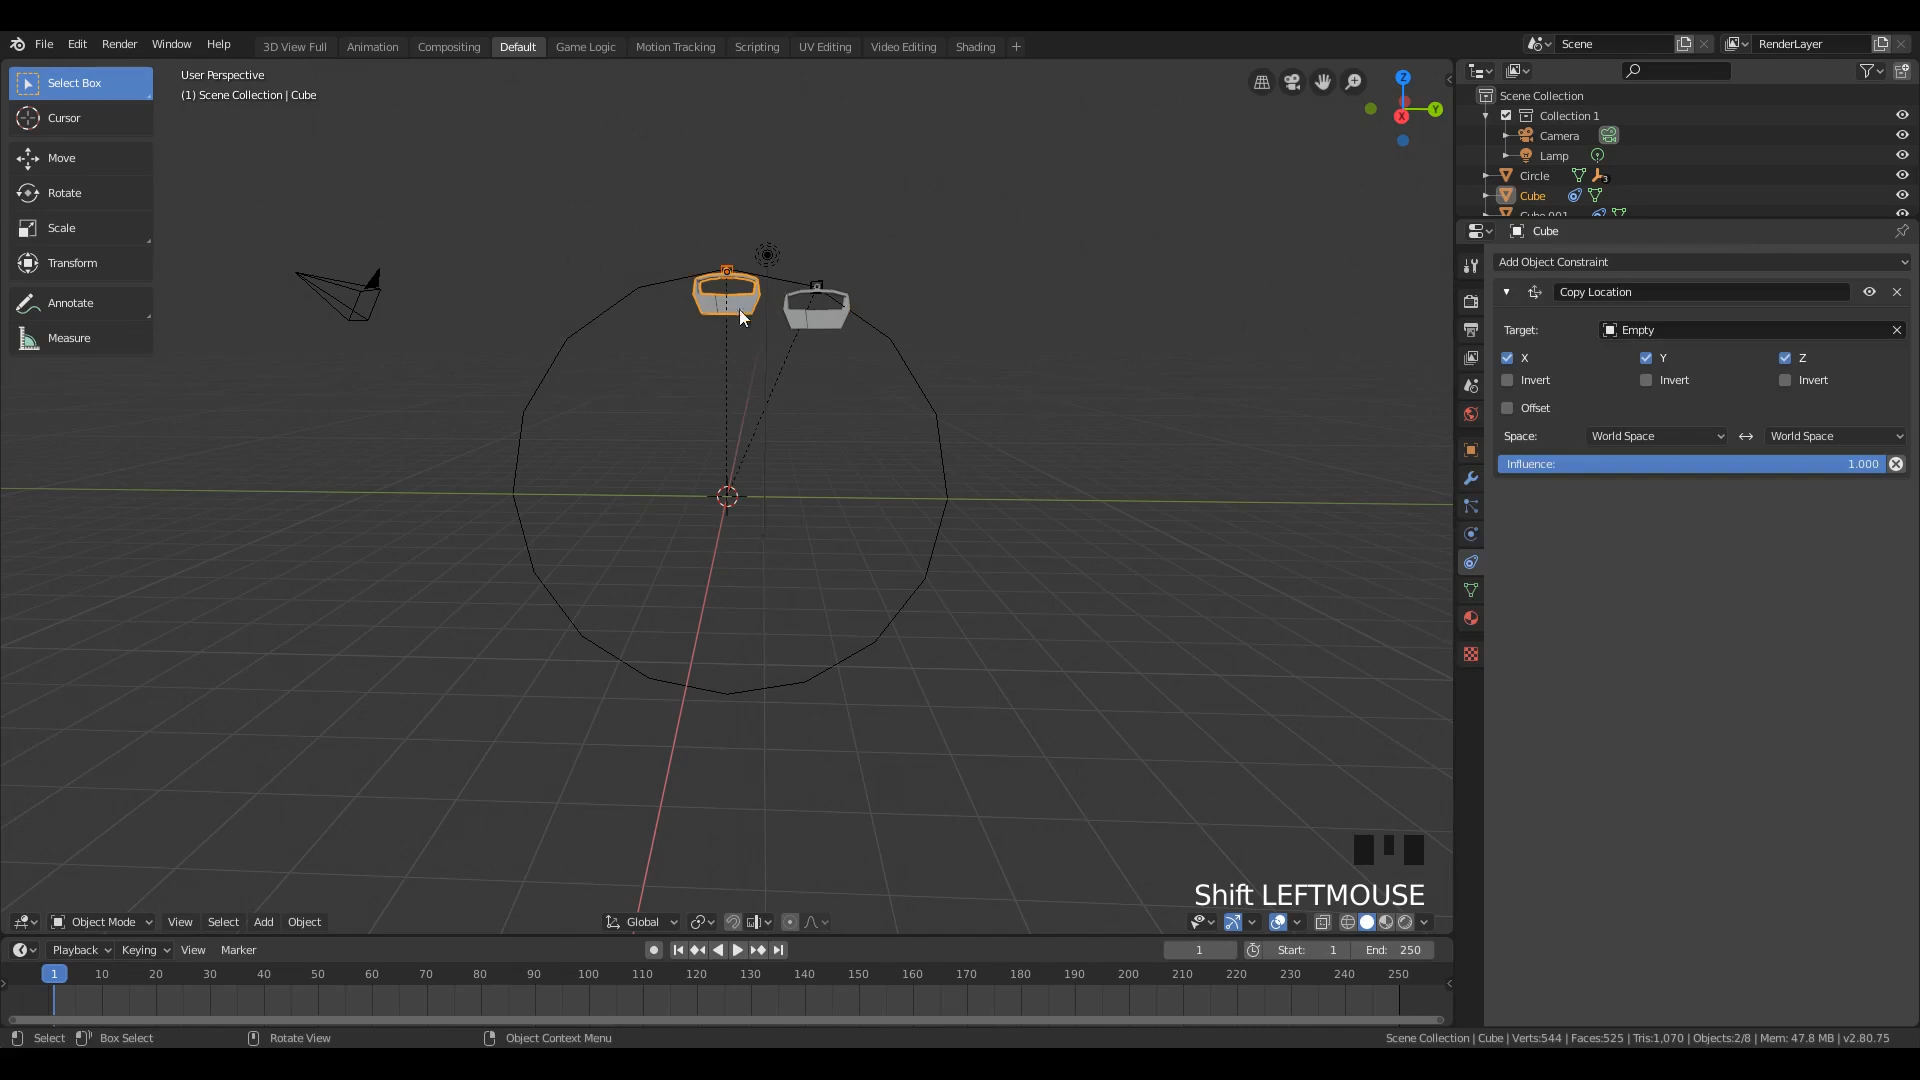 File Edit Render Window Help 3D View Full Animation Compositing Default Game Logic Motion Tracking Scripting UV Editing Video Editing Shading + Scene RenderLayer
Select Box
Cursor
Move
Rotate
Scale
Transform
Annotate
Measure
User Perspective
(1) Scene Collection | Cube
Z
Y
X
Scene Collection
Collection 1
Camera
Lamp
Circle 3
Cube
Cube.001
Cube
Add Object Constraint
Copy Location
Target: Empty
X Y Z
Invert Invert Invert
Offset
Space: World Space World Space
Influence: 1.000
Shift LEFTMOUSE
Object Mode View Select Add Object Global
Playback Keying View Marker 1 Start: 1 End: 250
1 10 20 30 40 50 60 70 80 90 100 110 120 130 140 150 160 170 180 190 200 210 220 230 240 250
Select Box Select Rotate View Object Context Menu Scene Collection | Cube | Verts:544 | Faces:525 | Tris:1,070 | Objects:2/8 | Mem: 47.8 MB | v2.80.75